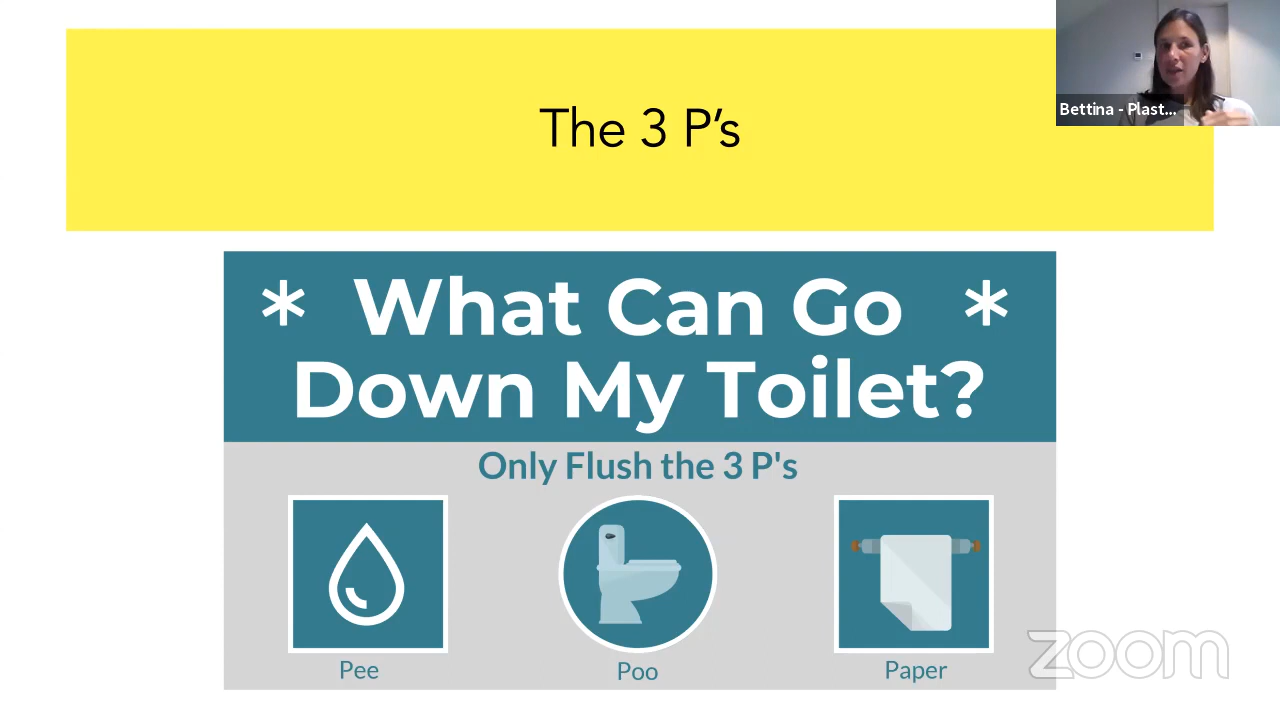 The 3 P’s
Bettina - Plast...
* What Can Go *
Down My Toilet?
Only Flush the 3 P's
Pee
Poo
Paper
zoom